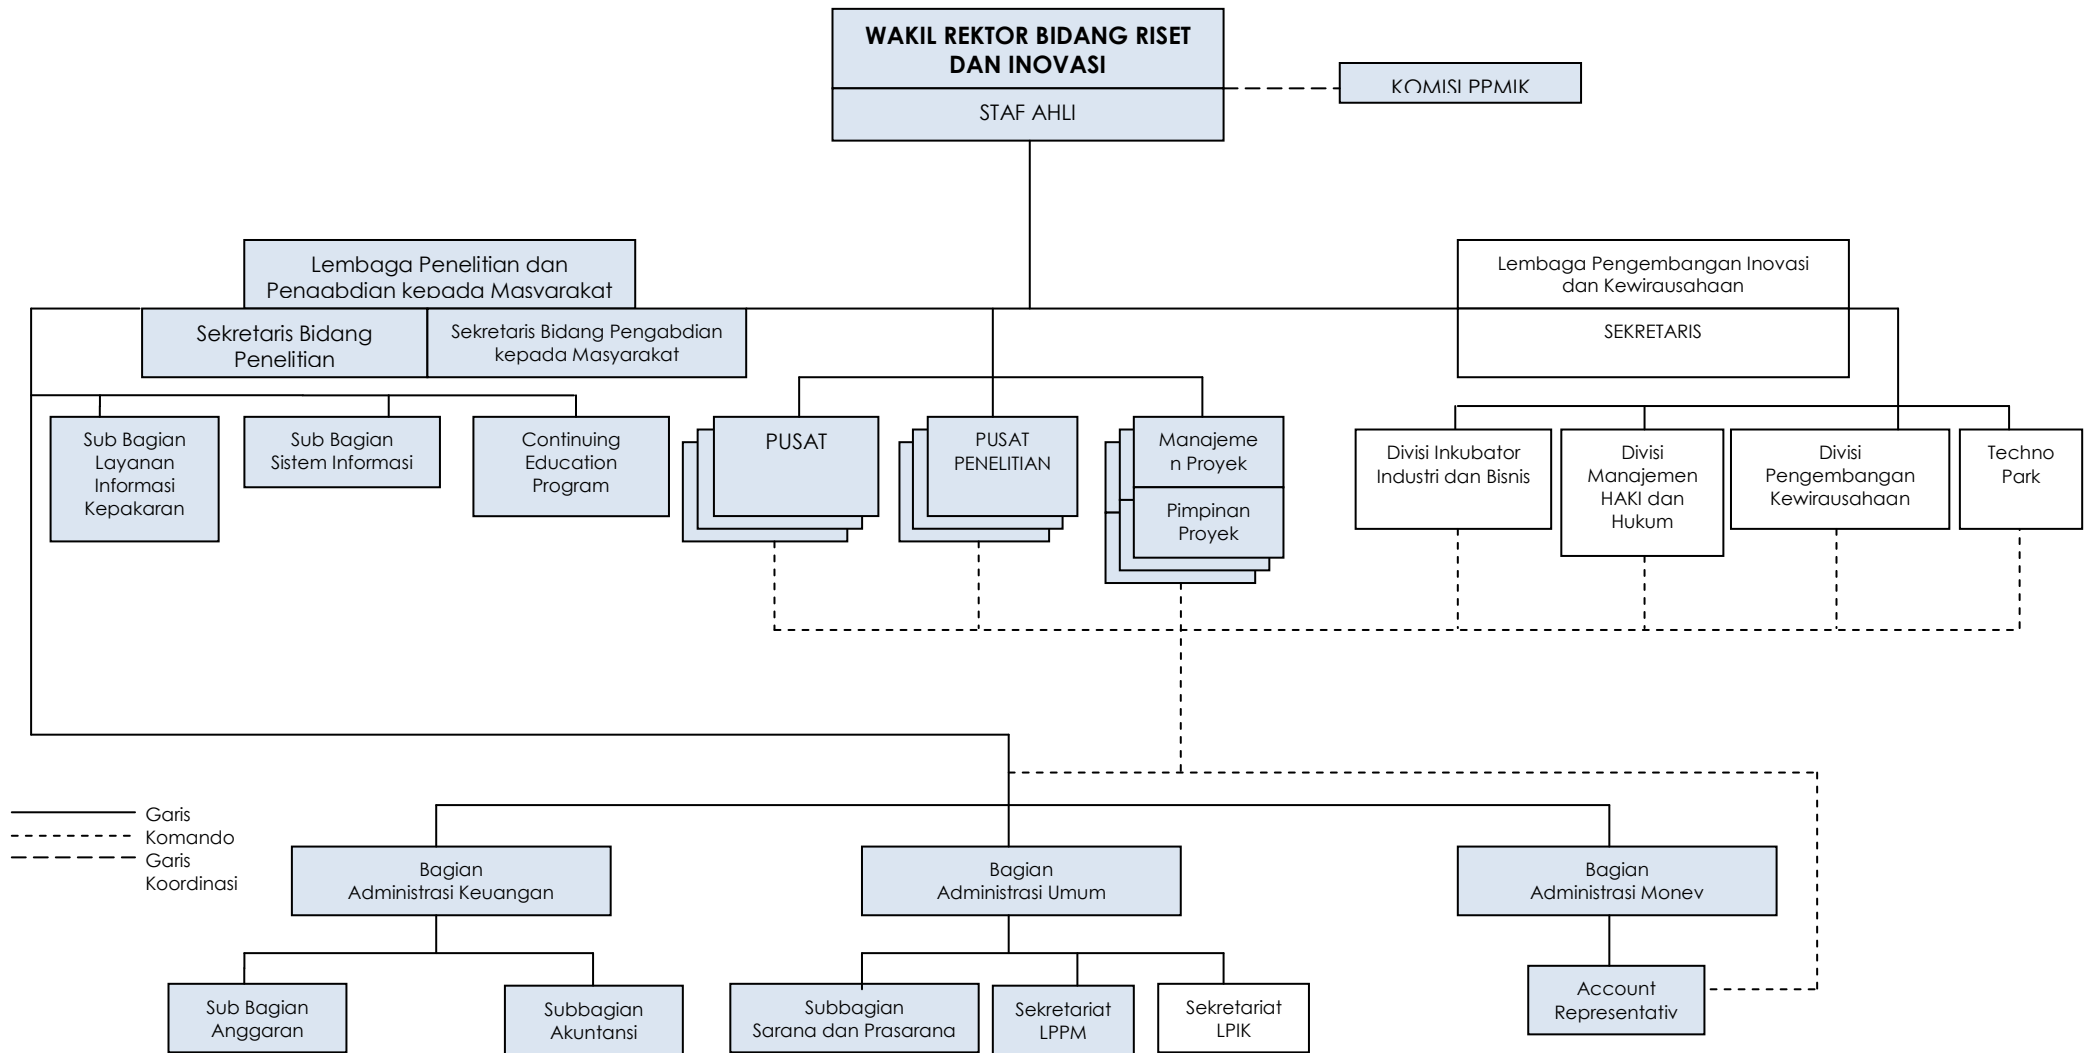 WAKIL REKTOR BIDANG RISET
DAN INOVASI
STAF AHLI
KOMISI PPMIK
Lembaga Penelitian dan
Pengabdian kepada Masyarakat
Sekretaris Bidang
Penelitian
Sekretaris Bidang Pengabdian
kepada Masyarakat
Lembaga Pengembangan Inovasi
dan Kewirausahaan
SEKRETARIS
Sub Bagian
Layanan
Informasi
Kepakaran
Sub Bagian
Sistem Informasi
Continuing
Education
Program
PUSAT
PUSAT
PENELITIAN
Manajeme
n Proyek
Pimpinan
Proyek
Divisi Inkubator
Industri dan Bisnis
Divisi
Manajemen
HAKI dan
Hukum
Divisi
Pengembangan
Kewirausahaan
Techno
Park
Garis
Komando
Garis
Koordinasi
Bagian
Administrasi Keuangan
Bagian
Administrasi Umum
Bagian
Administrasi Monev
Sub Bagian
Anggaran
Subbagian
Akuntansi
Subbagian
Sarana dan Prasarana
Sekretariat
LPPM
Sekretariat
LPIK
Account
Representativ